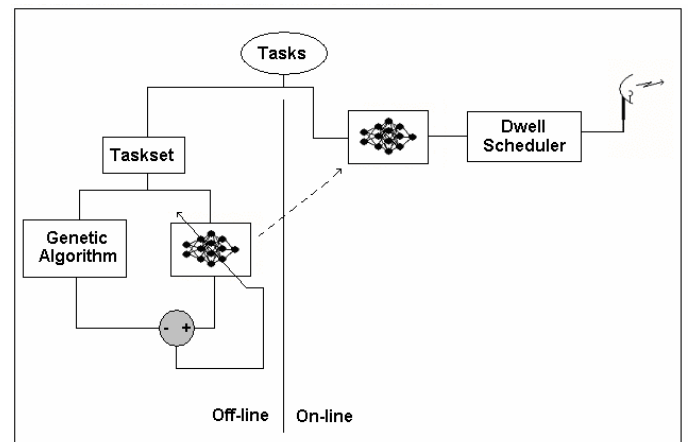 Tasks
Taskset
Dwell
Scheduler
Genetic
Algorithm
- +
Off-line
On-line